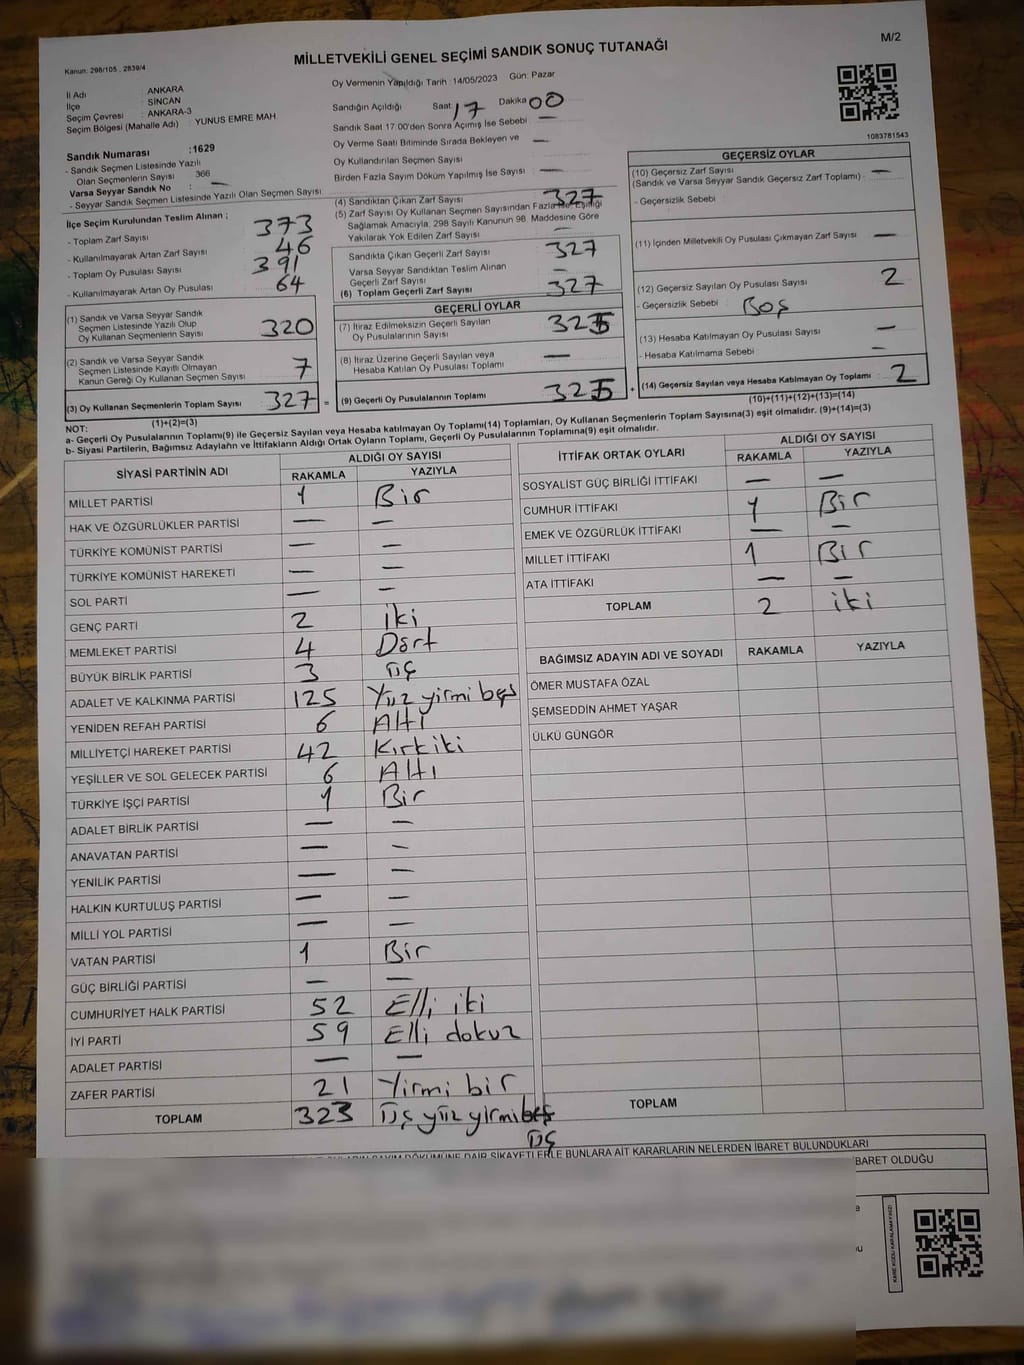 M/2
MİLLETVEKİLİ GENEL SEÇİMİ SANDIK SONUÇ TUTANAĞI
Kanun: 298/105 , 2839/4
İl Adı : ANKARA
İlçe : SİNCAN
Seçim Çevresi : ANKARA-3
Seçim Bölgesi (Mahalle Adı) : YUNUS EMRE MAH.
Sandık Numarası :1629
- Sandık Seçmen Listesinde Yazılı
Olan Seçmenlerin Sayısı 366
Varsa Seyyar Sandık No : —
- Seyyar Sandık Seçmen Listesinde Yazılı Olan Seçmen Sayısı:
Oy Vermenin Yapıldığı Tarih : 14/05/2023 Gün: Pazar
Sandığın Açıldığı Saat 17 Dakika 00
Sandık Saat 17:00'den Sonra Açımış İse Sebebi : —
Oy Verme Saati Bitiminde Sırada Bekleyen ve —
Oy Kullandırılan Seçmen Sayısı
Birden Fazla Sayım Döküm Yapılmış İse Sayısı : —
1083781543
İlçe Seçim Kurulundan Teslim Alınan ;
- Toplam Zarf Sayısı 373
- Kullanılmayarak Artan Zarf Sayısı 46
- Toplam Oy Pusulası Sayısı 391
- Kullanılmayarak Artan Oy Pusulası 64
(1) Sandık ve Varsa Seyyar Sandık
Seçmen Listesinde Yazılı Olup
Oy Kullanan Seçmenlerin Sayısı 320
(2) Sandık ve Varsa Seyyar Sandık
Seçmen Listesinde Kayıtlı Olmayan
Kanun Gereği Oy Kullanan Seçmen Sayısı 7
(3) Oy Kullanan Seçmenlerin Toplam Sayısı 327 =
(1)+(2)=(3)
(4) Sandıktan Çıkan Zarf Sayısı 327
(5) Zarf Sayısı Oy Kullanan Seçmen Sayısından Fazla İse, Eşitliği
Sağlamak Amacıyla; 298 Sayılı Kanunun 98. Maddesine Göre
Yakılarak Yok Edilen Zarf Sayısı —
Sandıkta Çıkan Geçerli Zarf Sayısı 327
Varsa Seyyar Sandıktan Teslim Alınan
Geçerli Zarf Sayısı —
(6) Toplam Geçerli Zarf Sayısı 327
GEÇERLİ OYLAR
(7) İtiraz Edilmeksizin Geçerli Sayılan
Oy Pusulalarının Sayısı 325
(8) İtiraz Üzerine Geçerli Sayılan veya
Hesaba Katılan Oy Pusulası Toplamı —
(9) Geçerli Oy Pusulalarının Toplamı 325 +
GEÇERSİZ OYLAR
(10) Geçersiz Zarf Sayısı
(Sandık ve Varsa Seyyar Sandık Geçersiz Zarf Toplamı) : —
- Geçersizlik Sebebi :
(11) İçinden Milletvekili Oy Pusulası Çıkmayan Zarf Sayısı —
(12) Geçersiz Sayılan Oy Pusulası Sayısı : 2
- Geçersizlik Sebebi : Boş
(13) Hesaba Katılmayan Oy Pusulası Sayısı : —
- Hesaba Katılmama Sebebi : —
(14) Geçersiz Sayılan veya Hesaba Katılmayan Oy Toplamı : 2
(10)+(11)+(12)+(13)=(14)
NOT:
a- Geçerli Oy Pusulalarının Toplamı(9) ile Geçersiz Sayılan veya Hesaba katılmayan Oy Toplamı(14) Toplamları, Oy Kullanan Seçmenlerin Toplam Sayısına(3) eşit olmalıdır. (9)+(14)=(3)
b- Siyasi Partilerin, Bağımsız Adayların ve İttifakların Aldığı Ortak Oyların Toplamı, Geçerli Oy Pusulalarının Toplamına(9) eşit olmalıdır.
SİYASİ PARTİNİN ADI
ALDIĞI OY SAYISI
RAKAMLA YAZIYLA
MİLLET PARTİSİ 1 Bir
HAK VE ÖZGÜRLÜKLER PARTİSİ — —
TÜRKİYE KOMÜNİST PARTİSİ — —
TÜRKİYE KOMÜNİST HAREKETİ — —
SOL PARTİ — —
GENÇ PARTİ 2 iki
MEMLEKET PARTİSİ 4 Dört
BÜYÜK BİRLİK PARTİSİ 3 üç
ADALET VE KALKINMA PARTİSİ 125 Yüz yirmi beş
YENİDEN REFAH PARTİSİ 6 Altı
MİLLİYETÇİ HAREKET PARTİSİ 42 Kırkiki
YEŞİLLER VE SOL GELECEK PARTİSİ 6 Altı
TÜRKİYE İŞÇİ PARTİSİ 1 Bir
ADALET BİRLİK PARTİSİ — —
ANAVATAN PARTİSİ — —
YENİLİK PARTİSİ — —
HALKIN KURTULUŞ PARTİSİ — —
MİLLİ YOL PARTİSİ — —
VATAN PARTİSİ 1 Bir
GÜÇ BİRLİĞİ PARTİSİ — —
CUMHURİYET HALK PARTİSİ 52 Elli iki
İYİ PARTİ 59 Elli dokuz
ADALET PARTİSİ — —
ZAFER PARTİSİ 21 Yirmi bir
TOPLAM 323 Üç yüz yirmi beş
üç
İTTİFAK ORTAK OYLARI
ALDIĞI OY SAYISI
RAKAMLA YAZIYLA
SOSYALİST GÜÇ BİRLİĞİ İTTİFAKI — —
CUMHUR İTTİFAKI 1 Bir
EMEK VE ÖZGÜRLÜK İTTİFAKI — —
MİLLET İTTİFAKI 1 Bir
ATA İTTİFAKI — —
TOPLAM 2 iki
BAĞIMSIZ ADAYIN ADI VE SOYADI RAKAMLA YAZIYLA
ÖMER MUSTAFA ÖZAL
ŞEMSEDDİN AHMET YAŞAR
ÜLKÜ GÜNGÖR
TOPLAM
DÖKÜMÜNE DAİR ŞİKAYETLERLE BUNLARA AİT KARARLARIN NELERDEN İBARET BULUNDUKLARI
İBARET OLDUĞU
KARE KODU KARALAMAYINIZ!